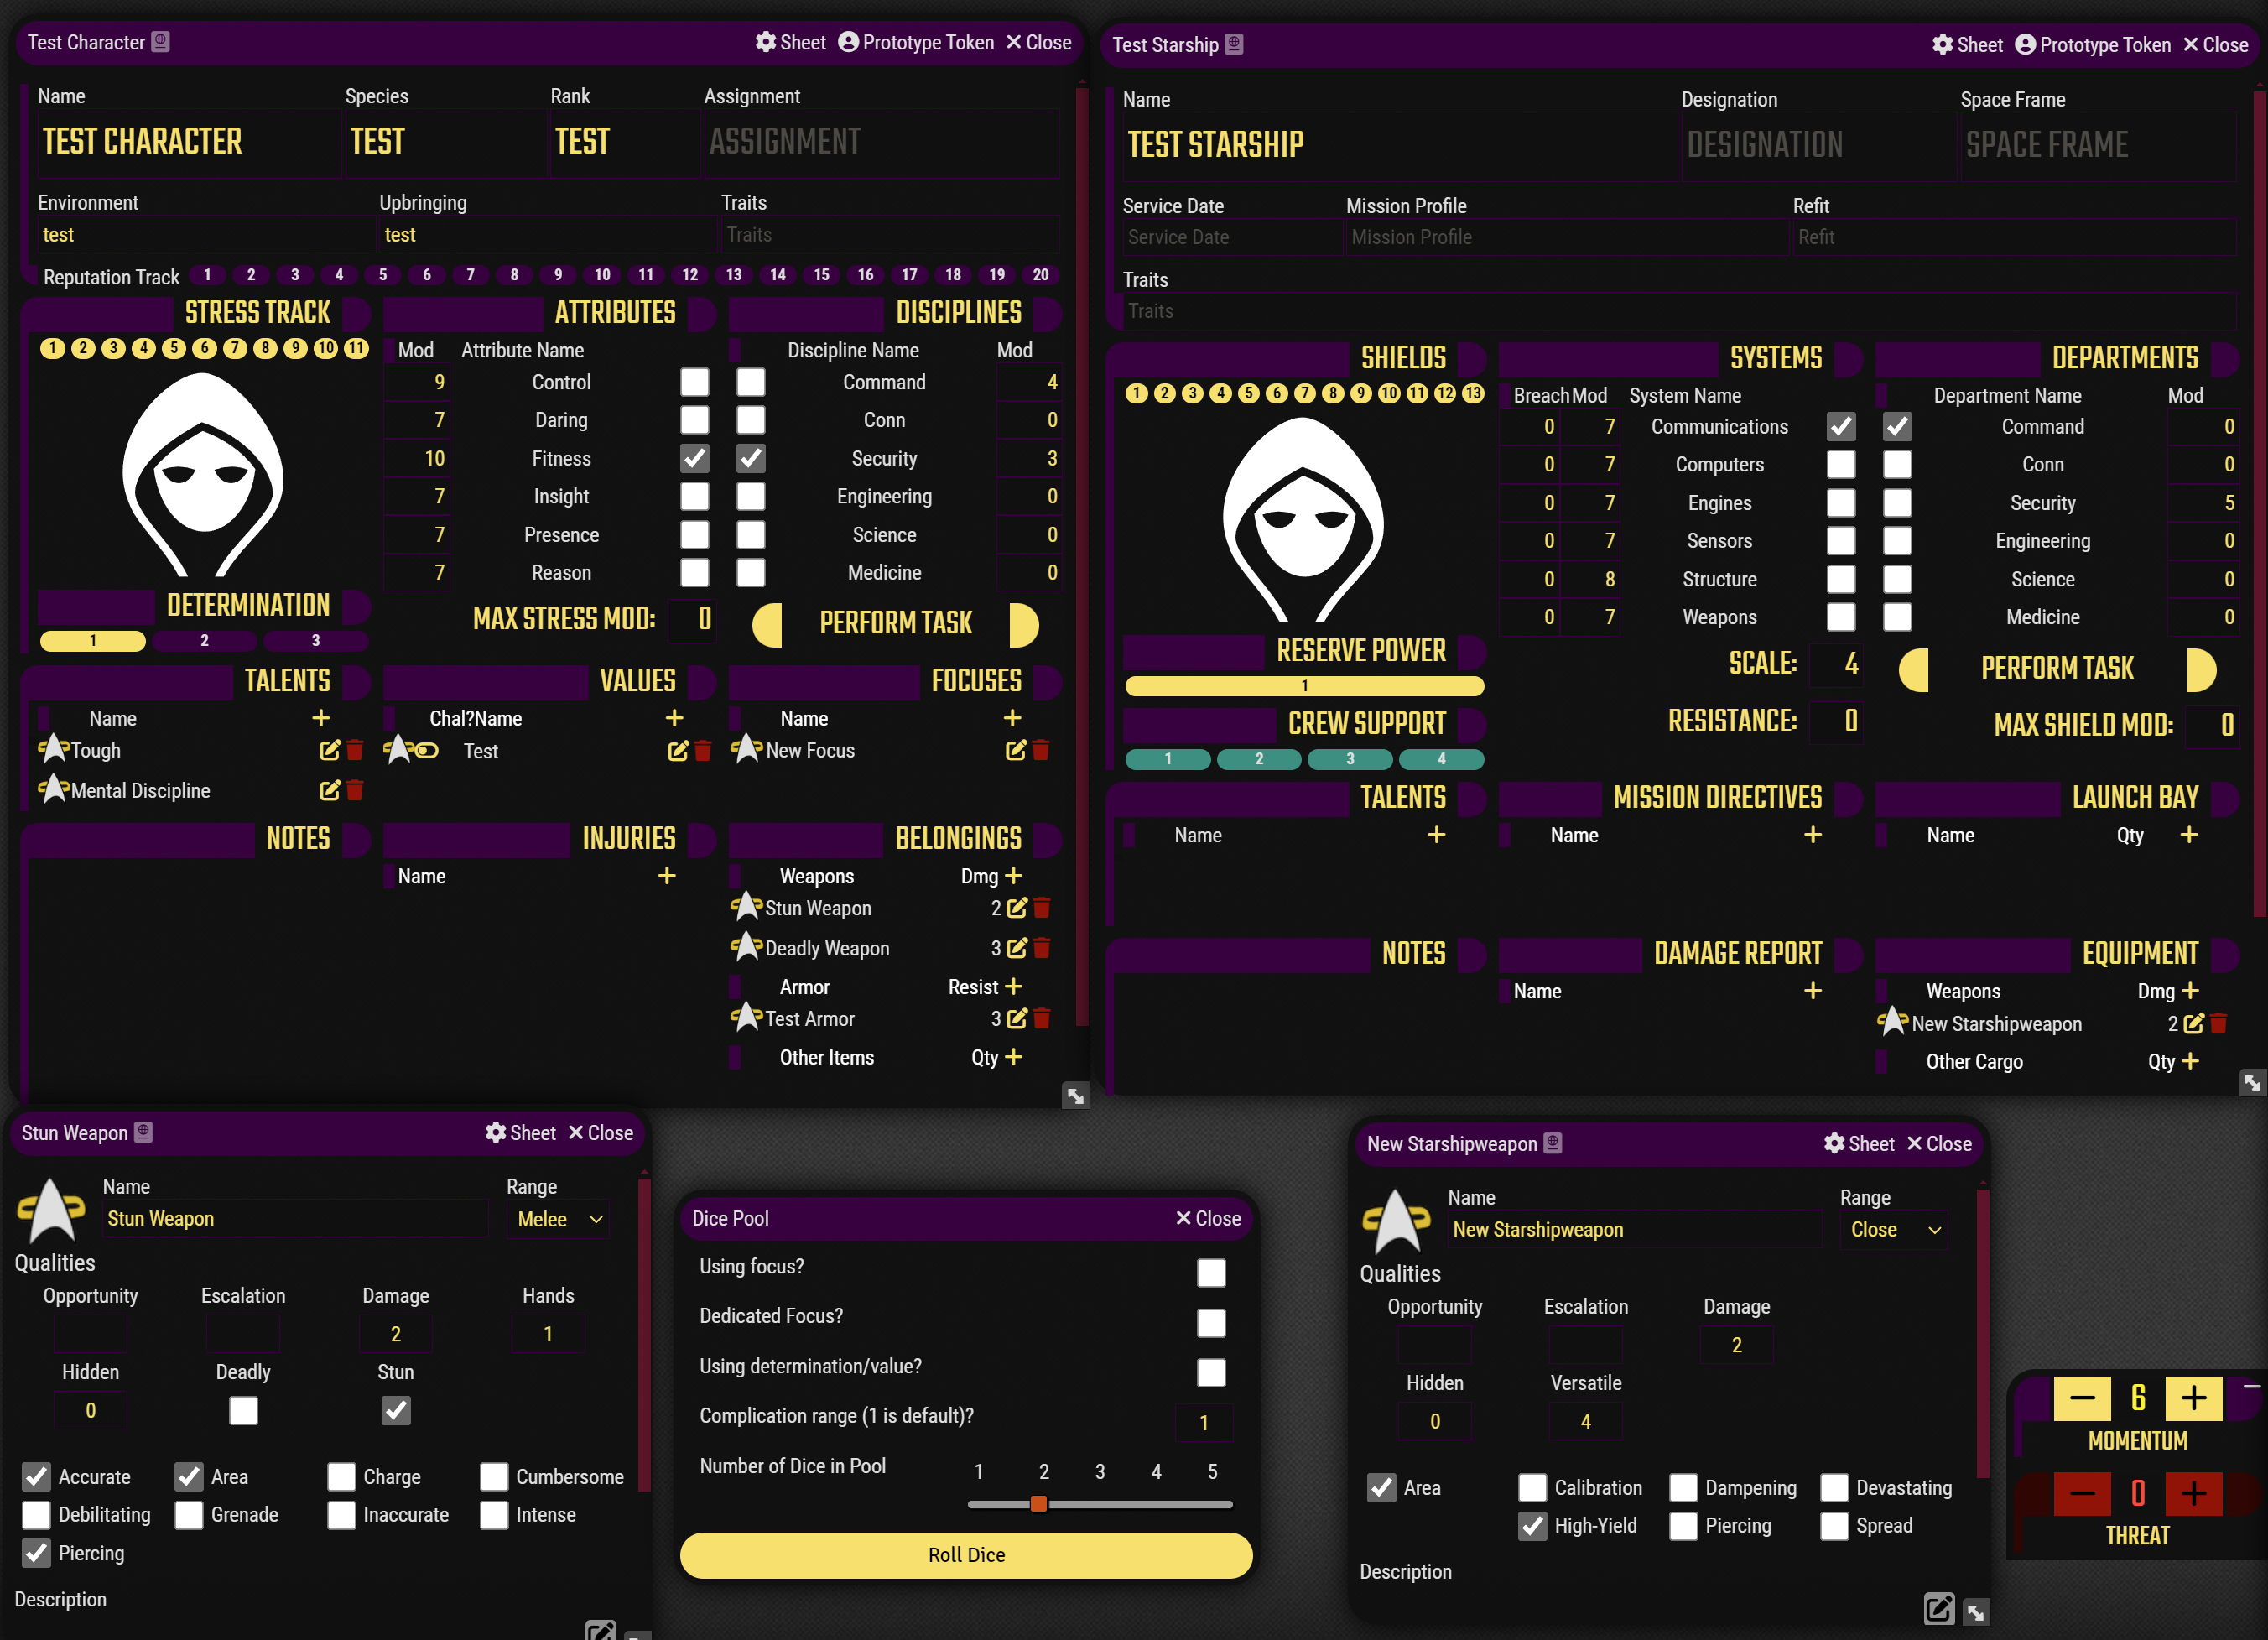 Test Character
Sheet Prototype Token Close
Name Species Rank Assignment
TEST CHARACTER TEST TEST ASSIGNMENT
Environment Upbringing Traits
test test Traits
Reputation Track 1 2 3 4 5 6 7 8 9 10 11 12 13 14 15 16 17 18 19 20
STRESS TRACK
1 2 3 4 5 6 7 8 9 10 11
DETERMINATION
1 2 3
ATTRIBUTES
Mod Attribute Name
9 Control
7 Daring
10 Fitness
7 Insight
7 Presence
7 Reason
DISCIPLINES
Discipline Name Mod
Command 4
Conn 0
Security 3
Engineering 0
Science 0
Medicine 0
MAX STRESS MOD: 0
PERFORM TASK
TALENTS
Name
Tough
Mental Discipline
VALUES
Chal?Name
Test
FOCUSES
Name
New Focus
NOTES
INJURIES
Name
BELONGINGS
Weapons Dmg
Stun Weapon 2
Deadly Weapon 3
Armor Resist
Test Armor 3
Other Items Qty
Test Starship
Sheet Prototype Token Close
Name Designation Space Frame
TEST STARSHIP DESIGNATION SPACE FRAME
Service Date Mission Profile Refit
Service Date Mission Profile Refit
Traits
Traits
SHIELDS
1 2 3 4 5 6 7 8 9 10 11 12 13
RESERVE POWER
1
CREW SUPPORT
1 2 3 4
SYSTEMS
Breach Mod System Name
0 7 Communications
0 7 Computers
0 7 Engines
0 7 Sensors
0 8 Structure
0 7 Weapons
DEPARTMENTS
Department Name Mod
Command 0
Conn 0
Security 5
Engineering 0
Science 0
Medicine 0
SCALE: 4
PERFORM TASK
RESISTANCE: 0
MAX SHIELD MOD: 0
TALENTS
Name
MISSION DIRECTIVES
Name
LAUNCH BAY
Name Qty
NOTES
DAMAGE REPORT
Name
EQUIPMENT
Weapons Dmg
New Starshipweapon 2
Other Cargo Qty
Stun Weapon
Sheet Close
Name Range
Stun Weapon Melee
Qualities
Opportunity Escalation Damage Hands
2 1
Hidden Deadly Stun
0
Accurate Area Charge Cumbersome
Debilitating Grenade Inaccurate Intense
Piercing
Description
Dice Pool
Close
Using focus?
Dedicated Focus?
Using determination/value?
Complication range (1 is default)? 1
Number of Dice in Pool 1 2 3 4 5
Roll Dice
New Starshipweapon
Sheet Close
Name Range
New Starshipweapon Close
Qualities
Opportunity Escalation Damage
2
Hidden Versatile
0 4
Area Calibration Dampening Devastating
High-Yield Piercing Spread
Description
6
MOMENTUM
0
THREAT